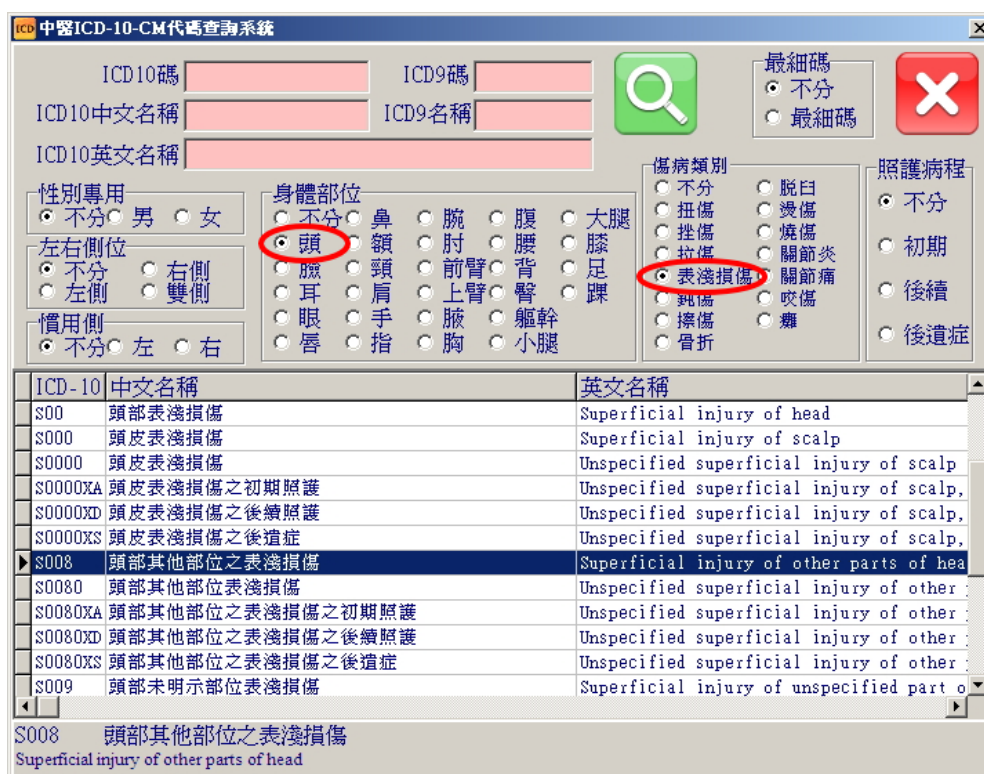 ICD 中醫ICD-10-CM代碼查詢系統
ICD10碼 ICD9碼
ICD10中文名稱 ICD9名稱
ICD10英文名稱
最細碼
不分
最細碼
性別專用
不分 男 女
左右側位
不分 右側
左側 雙側
慣用側
不分 左 右
身體部位
不分 鼻 腕 腹 大腿
頭 額 肘 腰 膝
臉 頸 前臂 背 足
耳 肩 上臂 臀 踝
眼 手 腋 軀幹
唇 指 胸 小腿
傷病類別
不分 脫臼
扭傷 燙傷
挫傷 燒傷
拉傷 關節炎
表淺損傷 關節痛
鈍傷 咬傷
擦傷 癱
骨折
照護病程
不分
初期
後續
後遺症
ICD-10 中文名稱 英文名稱
S00 頭部表淺損傷 Superficial injury of head
S000 頭皮表淺損傷 Superficial injury of scalp
S0000 頭皮表淺損傷 Unspecified superficial injury of scalp
S0000XA 頭皮表淺損傷之初期照護 Unspecified superficial injury of scalp,
S0000XD 頭皮表淺損傷之後續照護 Unspecified superficial injury of scalp,
S0000XS 頭皮表淺損傷之後遺症 Unspecified superficial injury of scalp,
S008 頭部其他部位之表淺損傷 Superficial injury of other parts of hea
S0080 頭部其他部位表淺損傷 Unspecified superficial injury of other
S0080XA 頭部其他部位之表淺損傷之初期照護 Unspecified superficial injury of other
S0080XD 頭部其他部位之表淺損傷之後續照護 Unspecified superficial injury of other
S0080XS 頭部其他部位之表淺損傷之後遺症 Unspecified superficial injury of other
S009 頭部未明示部位表淺損傷 Superficial injury of unspecified part o
S008 頭部其他部位之表淺損傷
Superficial injury of other parts of head